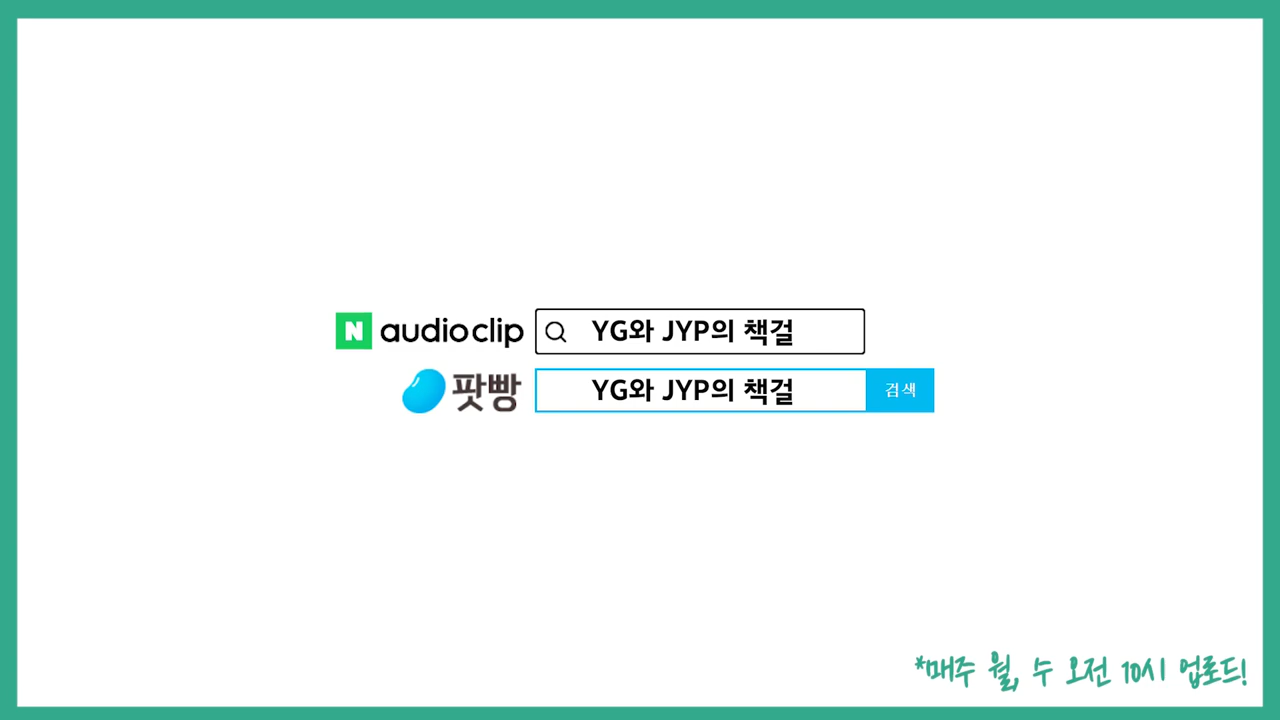 N audioclip YG와 JYP의 책걸
팟빵 YG와 JYP의 책걸 검색
*매주 월, 수 오전 10시 업로드!